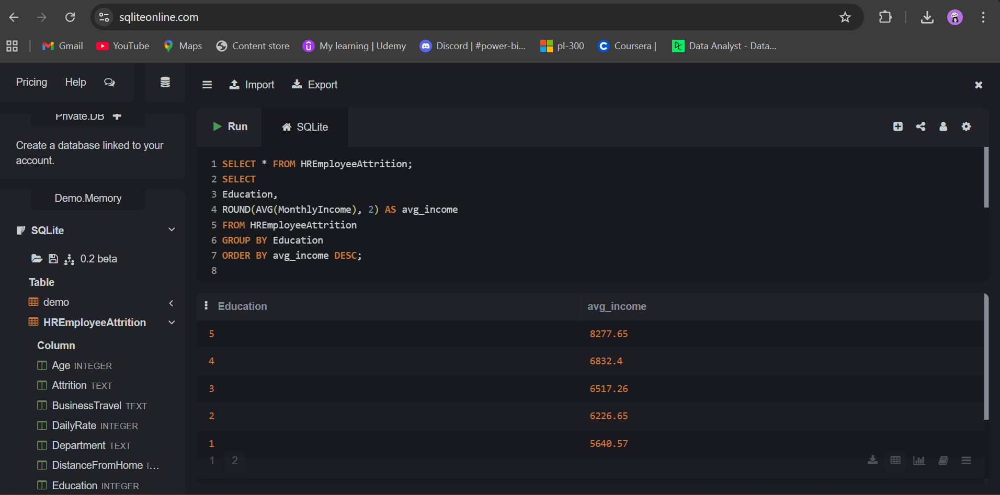 sqliteonline.com
Gmail YouTube Maps Content store My learning | Udemy Discord | #power-bi... pl-300 Coursera | Data Analyst - Data...
Pricing Help
Import Export
Private.DB
Create a database linked to your
account.
Demo.Memory
SQLite
0.2 beta
Table
demo
HREmployeeAttrition
Column
Age INTEGER
Attrition TEXT
BusinessTravel TEXT
DailyRate INTEGER
Department TEXT
DistanceFromHome I...
Education INTEGER
Run SQLite
1 SELECT * FROM HREmployeeAttrition;
2 SELECT
3 Education,
4 ROUND(AVG(MonthlyIncome), 2) AS avg_income
5 FROM HREmployeeAttrition
6 GROUP BY Education
7 ORDER BY avg_income DESC;
8
Education avg_income
5 8277.65
4 6832.4
3 6517.26
2 6226.65
1 5640.57
1 2